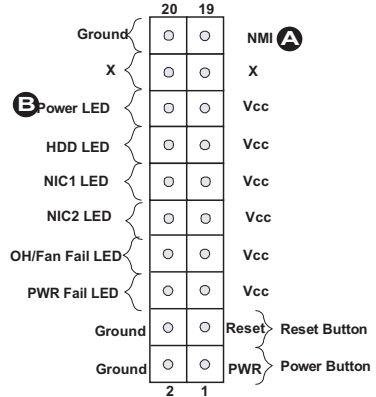 20 19
Ground NMI A
X X
B Power LED Vcc
HDD LED Vcc
NIC1 LED Vcc
NIC2 LED Vcc
OH/Fan Fail LED Vcc
PWR Fail LED Vcc
Ground Reset Reset Button
Ground PWR Power Button
2 1